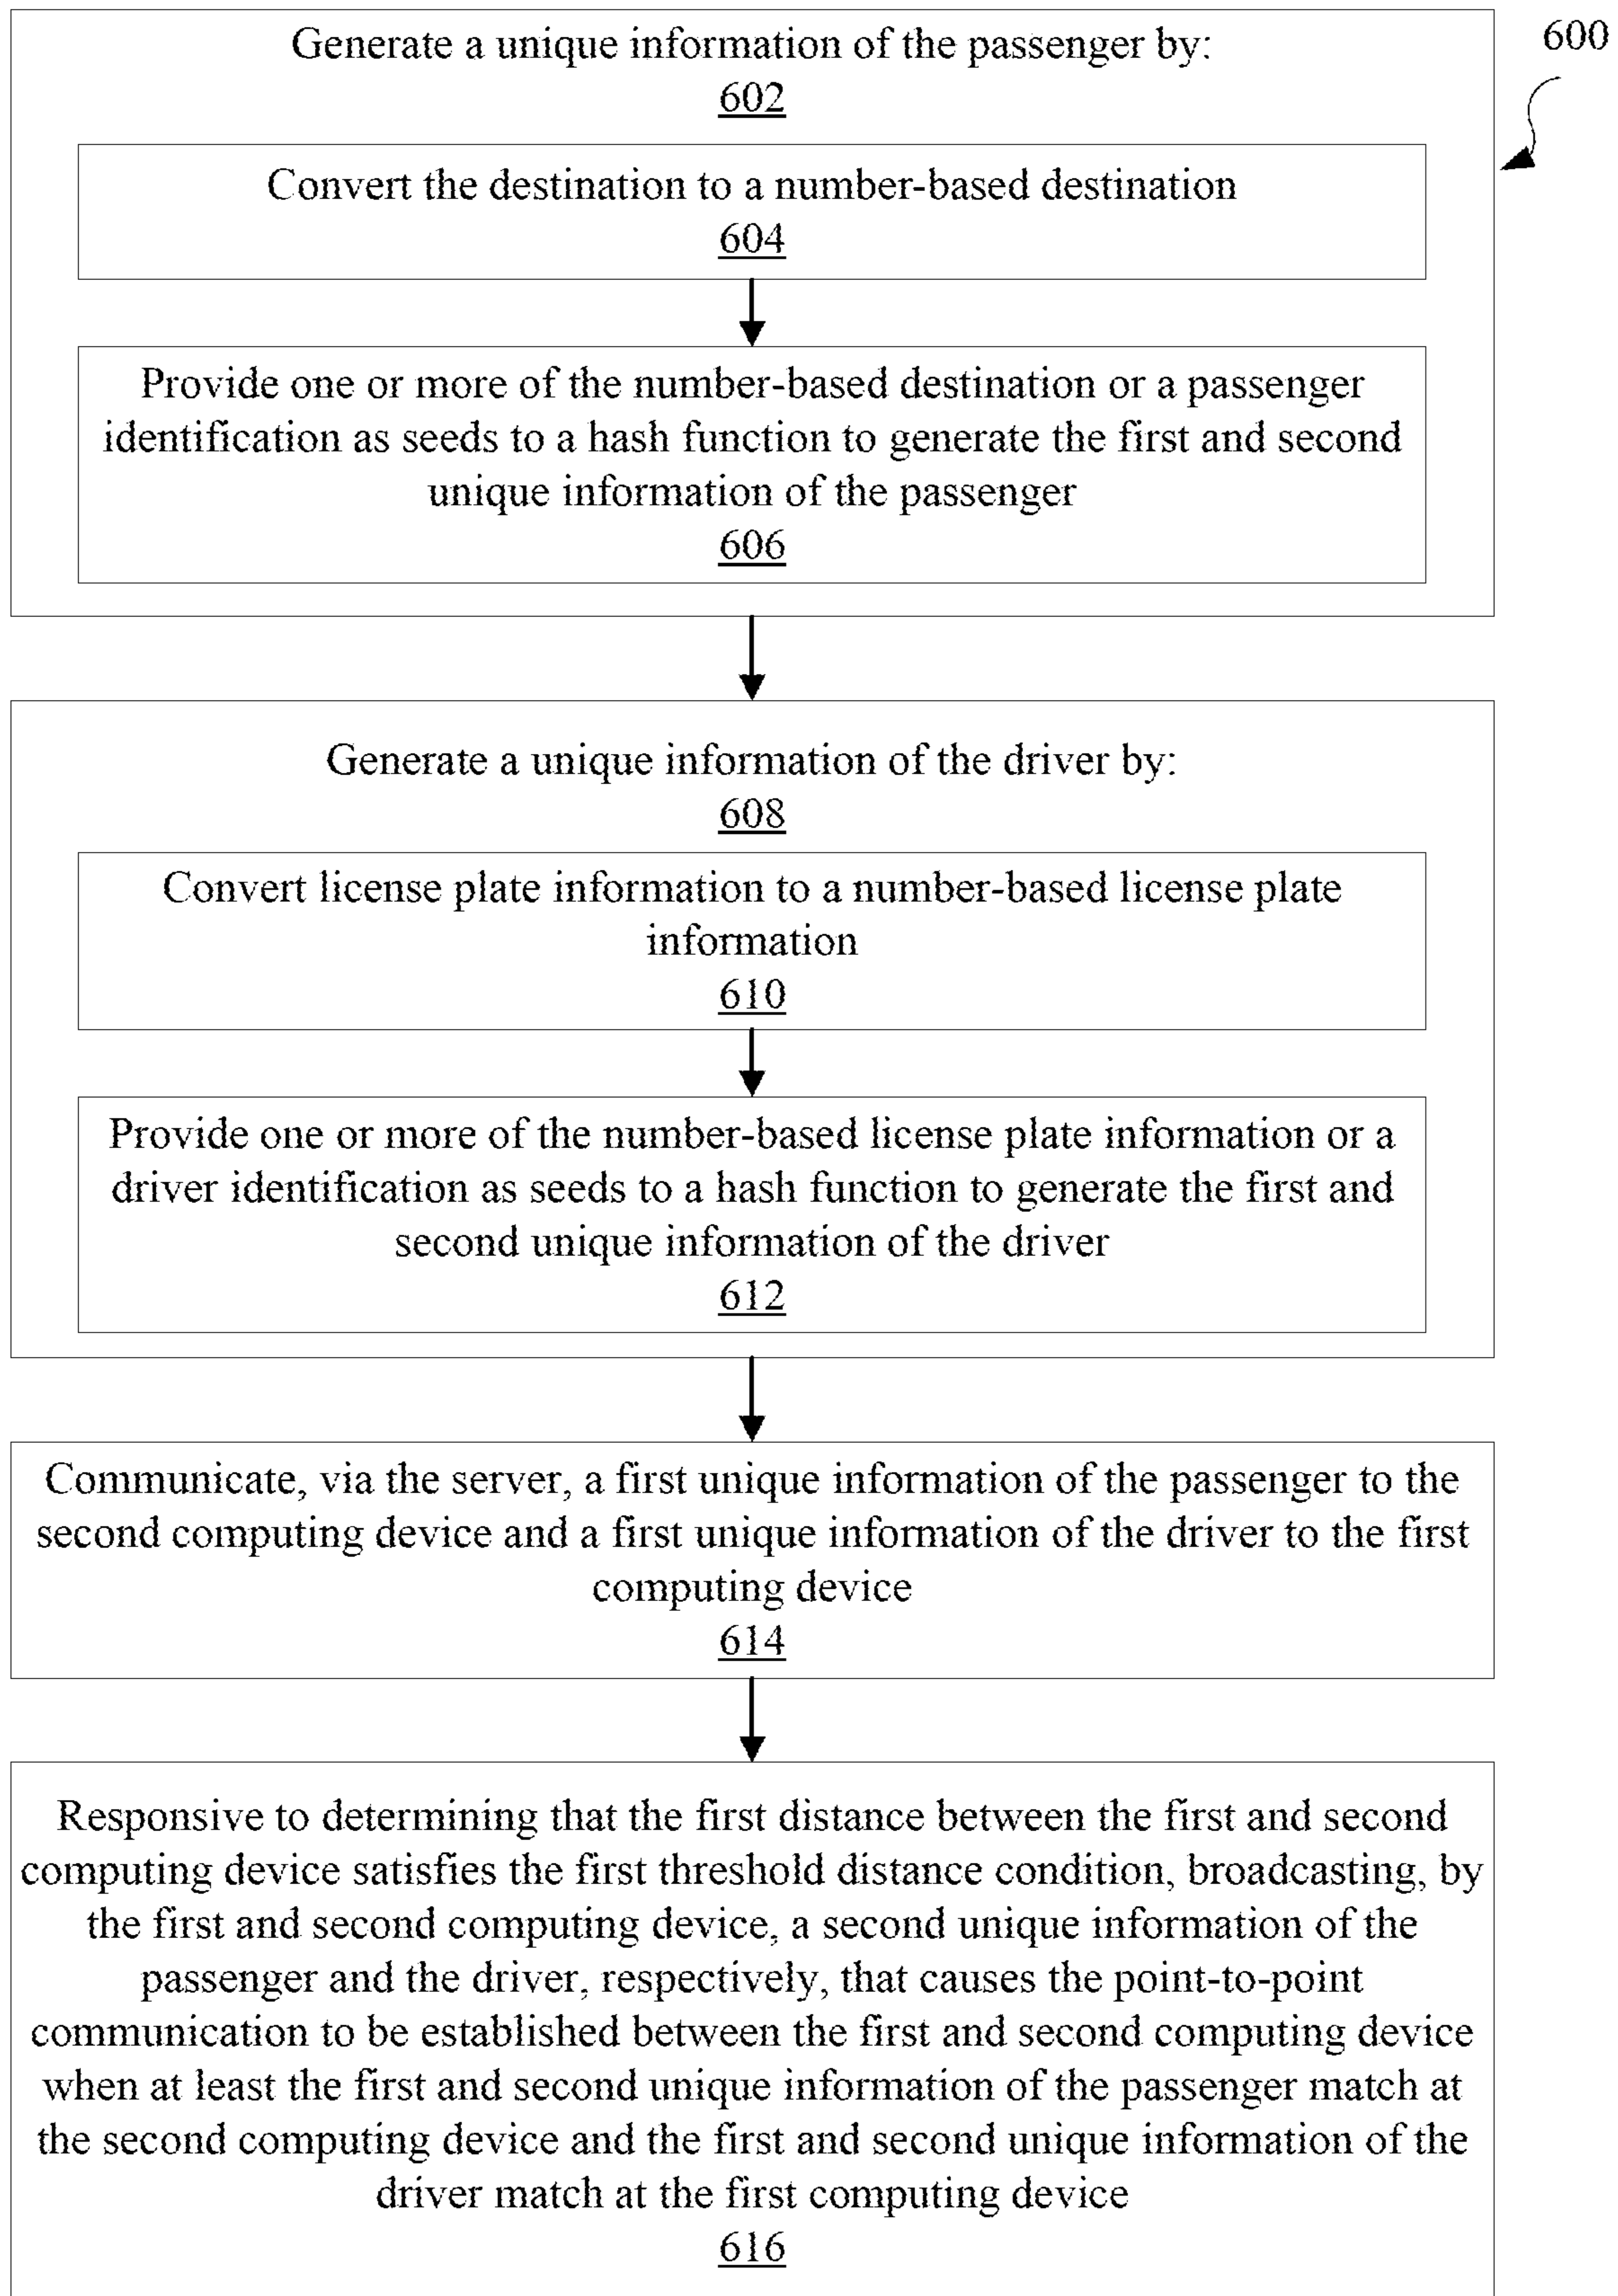 Generate a unique information of the passenger by:
600
602
Convert the destination to a number-based destination
604
Provide one or more of the number-based destination or a passenger
identification as seeds to a hash function to generate the first and second
unique information of the passenger
606
Generate a unique information of the driver by:
608
Convert license plate information to a number-based license plate
information
610
Provide one or more of the number-based license plate information or a
driver identification as seeds to a hash function to generate the first and
second unique information of the driver
612
Communicate, via the server, a first unique information of the passenger to the
second computing device and a first unique information of the driver to the first
computing device
614
Responsive to determining that the first distance between the first and second
computing device satisfies the first threshold distance condition, broadcasting, by
the first and second computing device, a second unique information of the
passenger and the driver, respectively, that causes the point-to-point
communication to be established between the first and second computing device
when at least the first and second unique information of the passenger match at
the second computing device and the first and second unique information of the
driver match at the first computing device
616